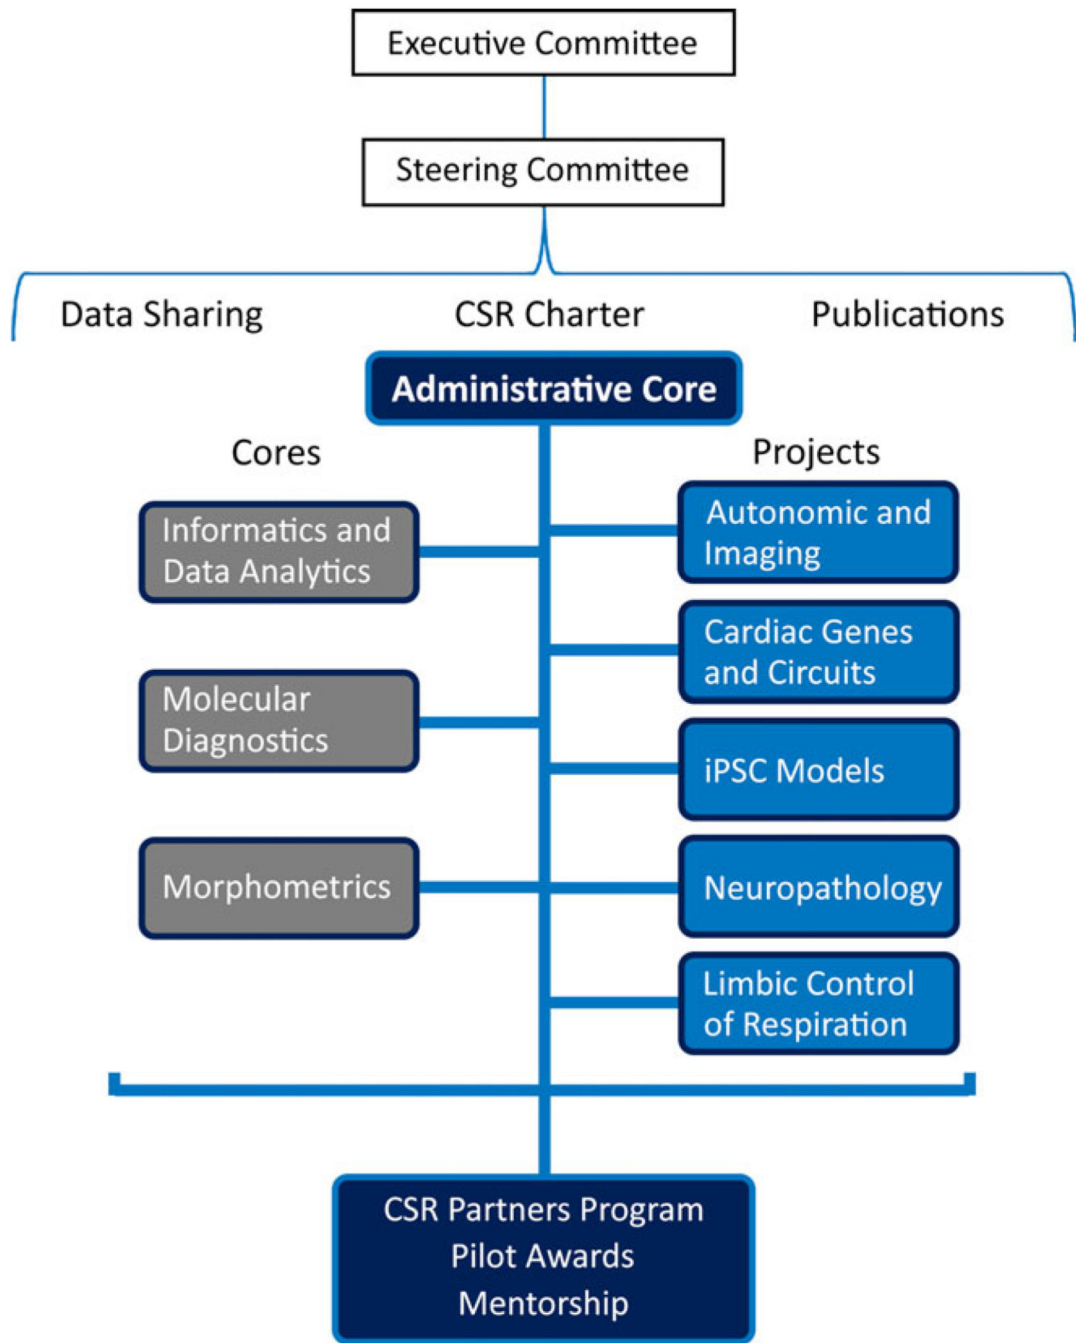 Executive Committee
Steering Committee
Data Sharing
CSR Charter
Publications
Administrative Core
Cores
Informatics and
Data Analytics
Molecular
Diagnostics
Morphometrics
Projects
Autonomic and
Imaging
Cardiac Genes
and Circuits
iPSC Models
Neuropathology
Limbic Control
of Respiration
CSR Partners Program
Pilot Awards
Mentorship